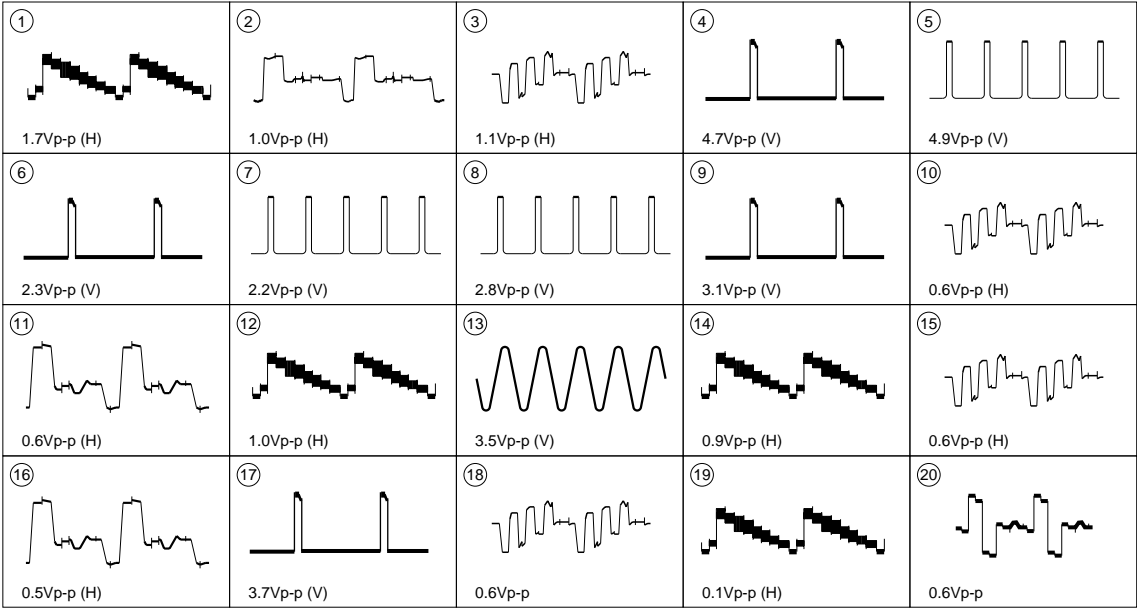 1
1.7Vp-p (H)
2
1.0Vp-p (H)
3
1.1Vp-p (H)
4
4.7Vp-p (V)
5
4.9Vp-p (V)
6
2.3Vp-p (V)
7
2.2Vp-p (V)
8
2.8Vp-p (V)
9
3.1Vp-p (V)
10
0.6Vp-p (H)
11
0.6Vp-p (H)
12
1.0Vp-p (H)
13
3.5Vp-p (V)
14
0.9Vp-p (H)
15
0.6Vp-p (H)
16
0.5Vp-p (H)
17
3.7Vp-p (V)
18
0.6Vp-p
19
0.1Vp-p (H)
20
0.6Vp-p